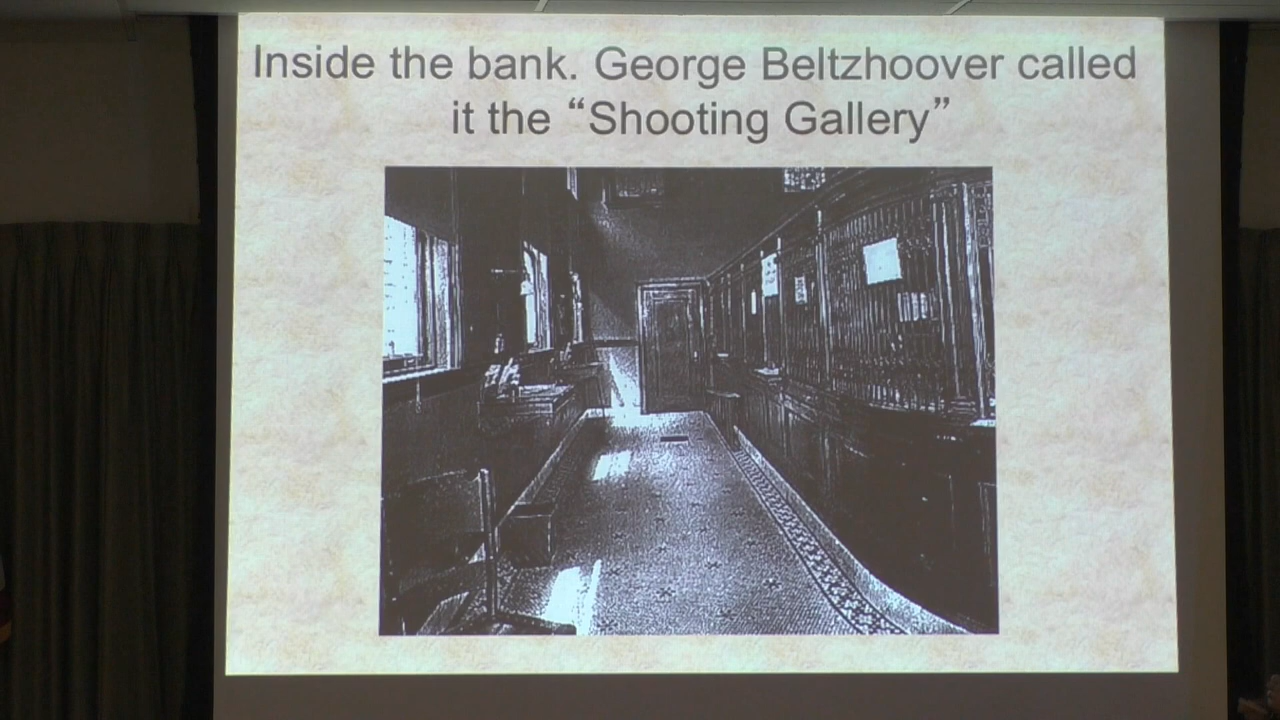 Inside the bank. George Beltzhoover called
it the “Shooting Gallery”